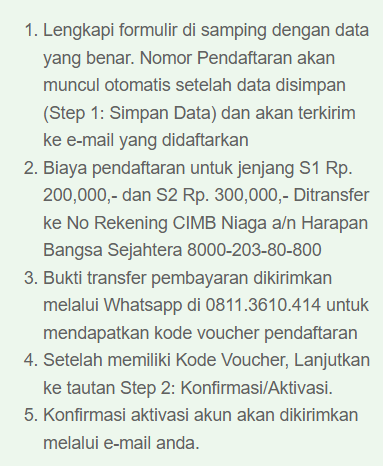 1. Lengkapi formulir di samping dengan data
yang benar. Nomor Pendaftaran akan
muncul otomatis setelah data disimpan
(Step 1: Simpan Data) dan akan terkirim
ke e-mail yang didaftarkan
2. Biaya pendaftaran untuk jenjang S1 Rp.
200,000,- dan S2 Rp. 300,000,- Ditransfer
ke No Rekening CIMB Niaga a/n Harapan
Bangsa Sejahtera 8000-203-80-800
3. Bukti transfer pembayaran dikirimkan
melalui Whatsapp di 0811.3610.414 untuk
mendapatkan kode voucher pendaftaran
4. Setelah memiliki Kode Voucher, Lanjutkan
ke tautan Step 2: Konfirmasi/Aktivasi.
5. Konfirmasi aktivasi akun akan dikirimkan
melalui e-mail anda.